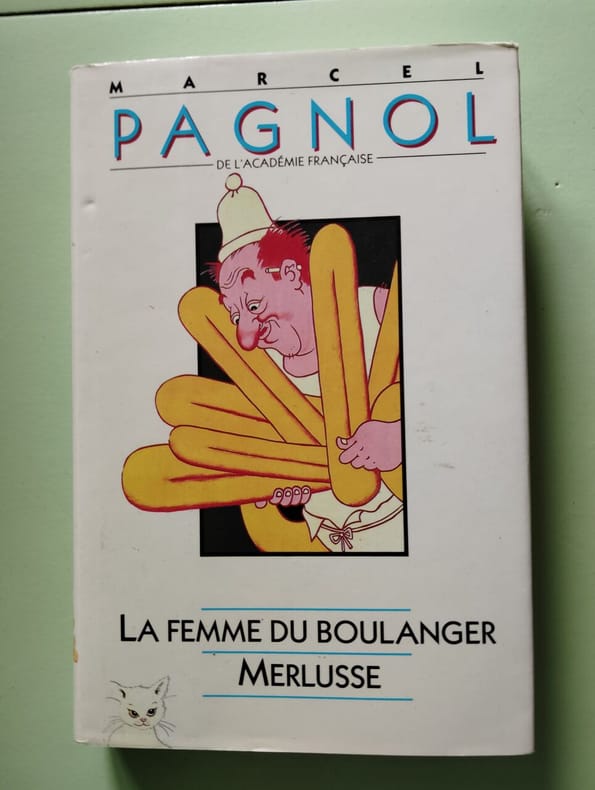 MARCEL
PAGNOL
DE L'ACADÉMIE FRANÇAISE
LA FEMME DU BOULANGER
MERLUSSE